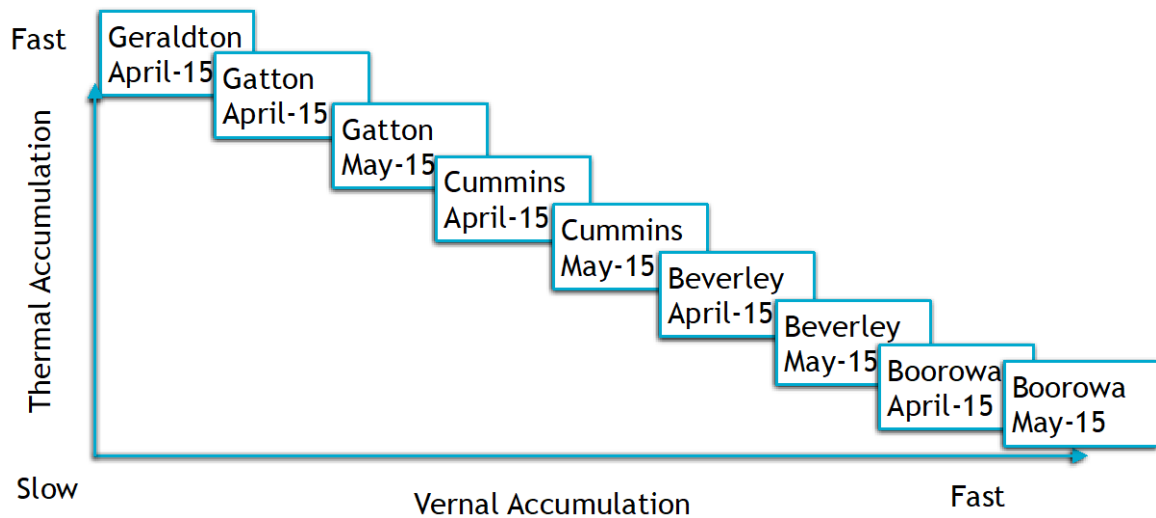 Fast
Geraldton
April-15
Gatton
April-15
Gatton
May-15
Cummins
April-15
Cummins
May-15
Beverley
April-15
Beverley
May-15
Boorowa
April-15
Boorowa
May-15
Thermal Accumulation
Slow
Vernal Accumulation
Fast